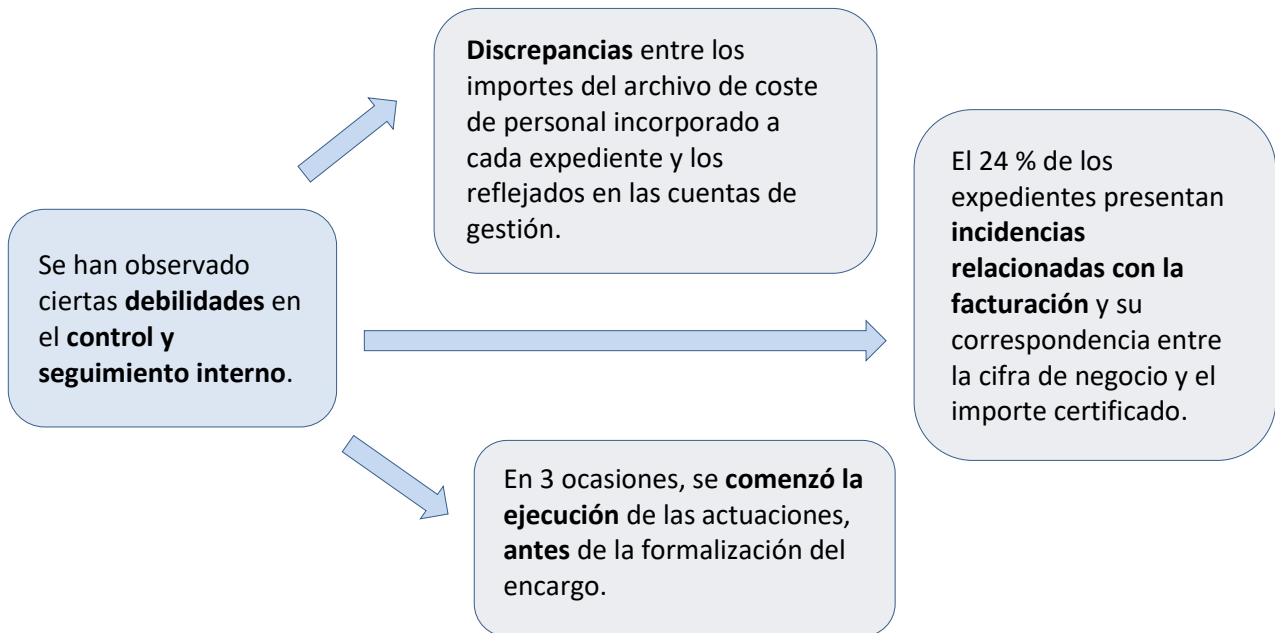 Se han observado
ciertas debilidades en
el control y
seguimiento interno.
Discrepancias entre los
importes del archivo de coste
de personal incorporado a
cada expediente y los
reflejados en las cuentas de
gestión.
El 24 % de los
expedientes presentan
incidencias
relacionadas con la
facturación y su
correspondencia entre
la cifra de negocio y el
importe certificado.
En 3 ocasiones, se comenzó la
ejecución de las actuaciones,
antes de la formalización del
encargo.